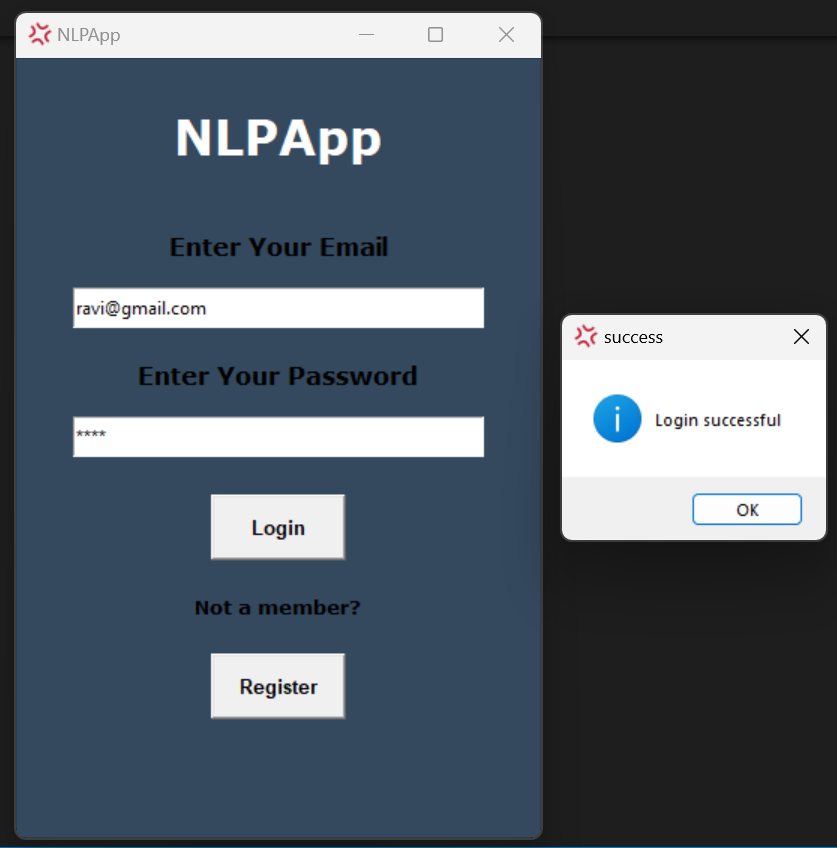 NLPApp
NLPApp
Enter Your Email
ravi@gmail.com
Enter Your Password
****
Login
Not a member?
Register
success
Login successful
OK